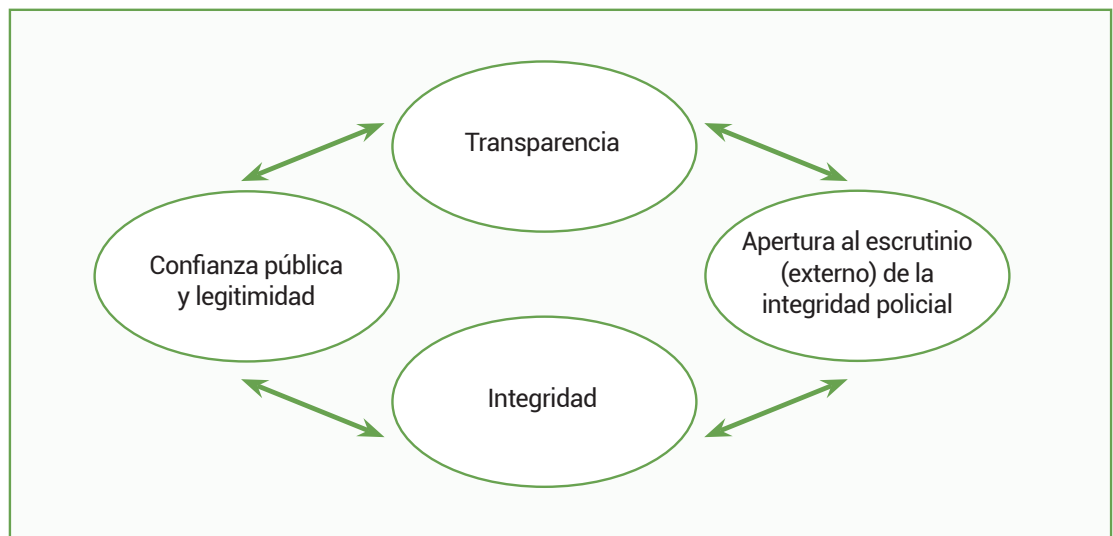 Transparencia
Confianza pública
y legitimidad
Apertura al escrutinio
(externo) de la
integridad policial
Integridad